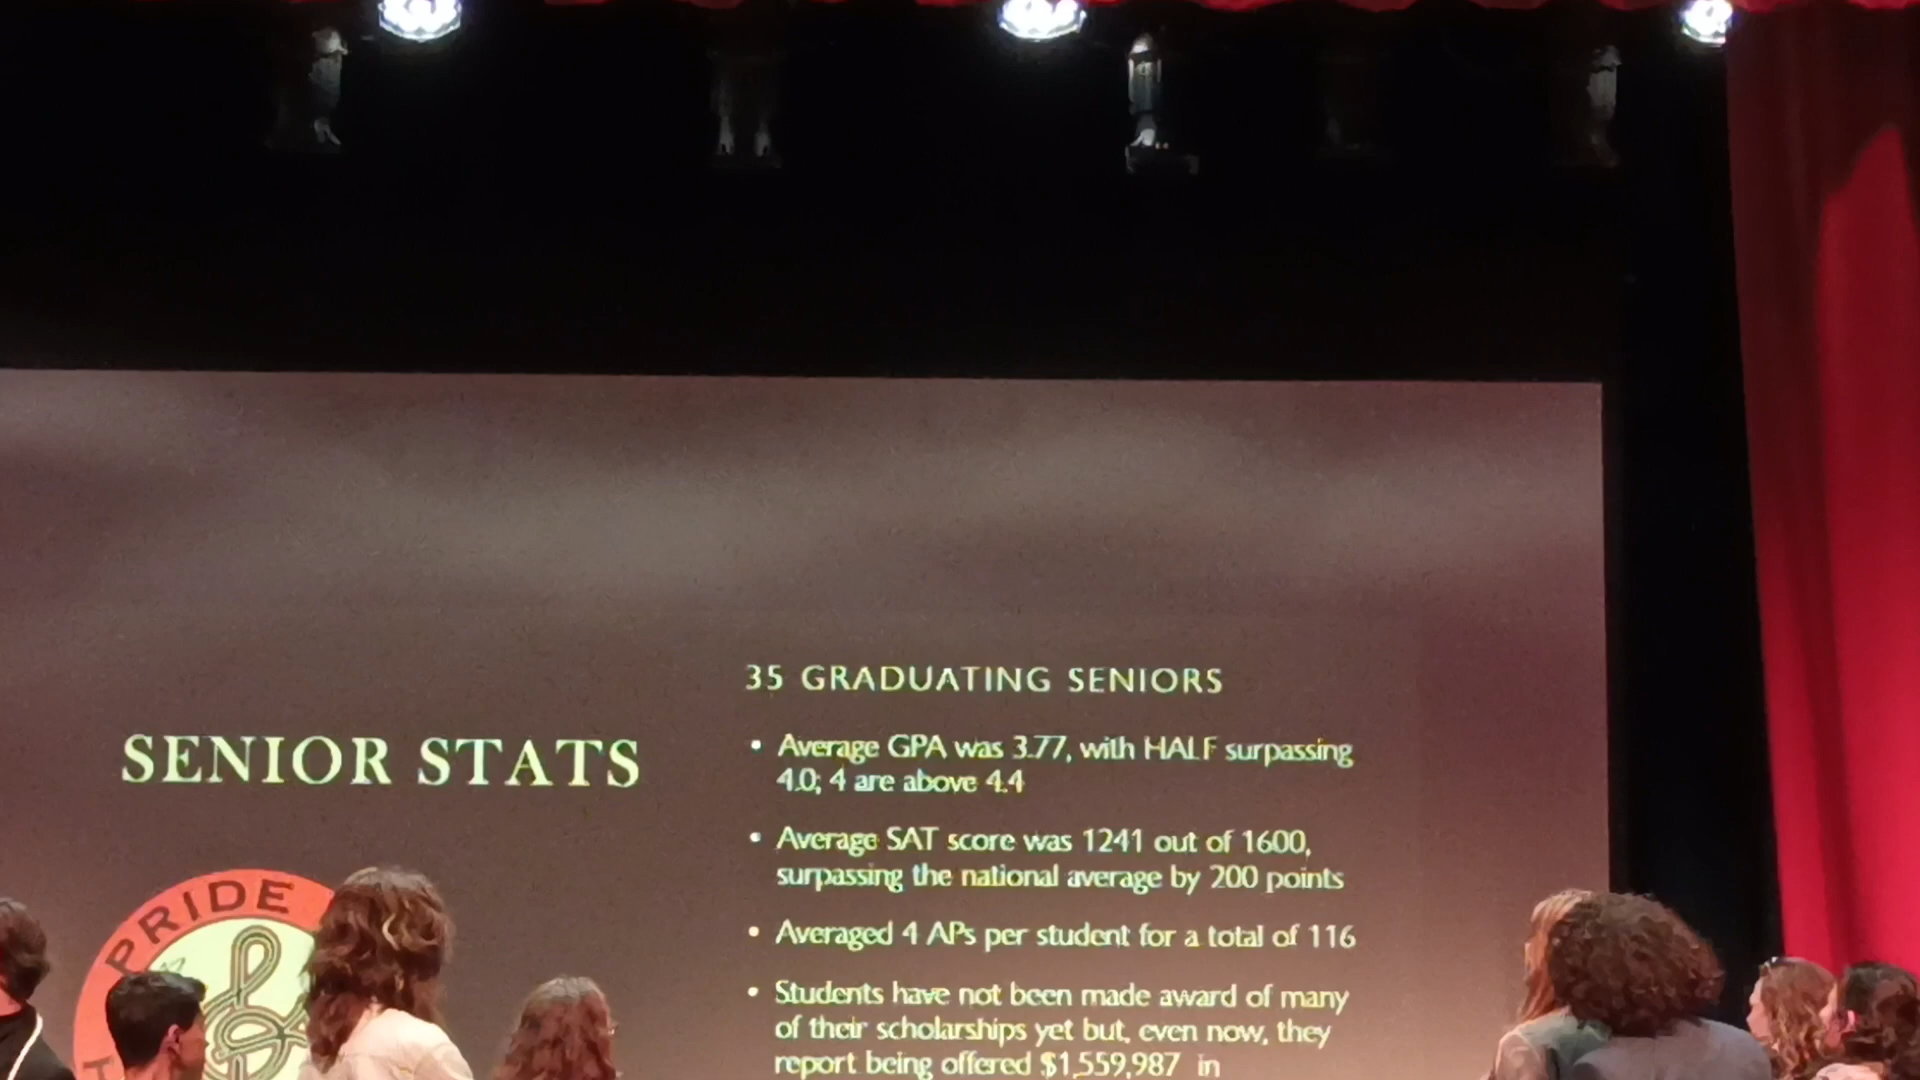 SENIOR STATS
PRIDE
35 GRADUATING SENIORS
• Average GPA was 3.77, with HALF surpassing
4.0; 4 are above 4.4
• Average SAT score was 1241 out of 1600,
surpassing the national average by 200 points
• Averaged 4 APs per student for a total of 116
• Students have not been made award of many
of their scholarships yet but, even now, they
report being offered $1,559,987 in